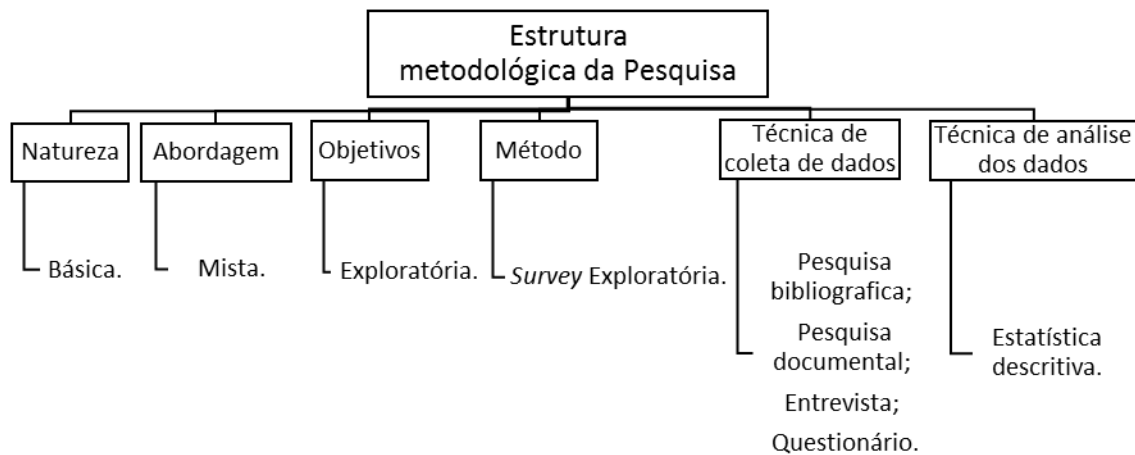 Estrutura
metodológica da Pesquisa
Natureza
Abordagem
Objetivos
Método
Técnica de
coleta de dados
Técnica de análise
dos dados
Básica.
Mista.
Exploratória.
Survey Exploratória.
Pesquisa
bibliografica;
Pesquisa
documental;
Entrevista;
Questionário.
Estatística
descritiva.